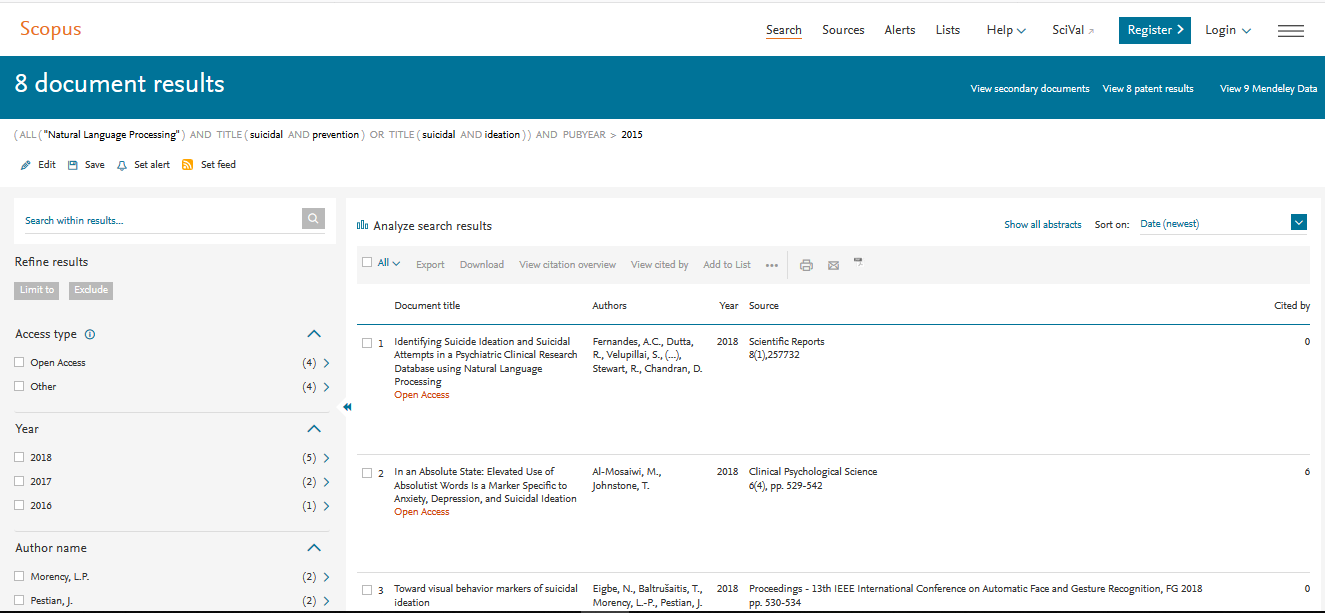 Scopus
Search Sources Alerts Lists Help SciVal Register Login
8 document results
View secondary documents View 8 patent results View 9 Mendeley Data
( ALL ( "Natural Language Processing" ) AND TITLE ( suicidal AND prevention ) OR TITLE ( suicidal AND ideation ) ) AND PUBYEAR > 2015
Edit Save Set alert Set feed
Search within results...
Refine results
Limit to Exclude
Access type
Open Access (4)
Other (4)
Year
2018 (5)
2017 (2)
2016 (1)
Author name
Morency, L.P. (2)
Pestian, J. (2)
Analyze search results
Show all abstracts Sort on: Date (newest)
All Export Download View citation overview View cited by Add to List •••
Document title Authors Year Source Cited by
1 Identifying Suicide Ideation and Suicidal Fernandes, A.C., Dutta, 2018 Scientific Reports 0
Attempts in a Psychiatric Clinical Research R., Velupillai, S., (...), 8(1),257732
Database using Natural Language Stewart, R., Chandran, D.
Processing
Open Access
2 In an Absolute State: Elevated Use of Al-Mosaiwi, M., 2018 Clinical Psychological Science 6
Absolutist Words Is a Marker Specific to Johnstone, T. 6(4), pp. 529-542
Anxiety, Depression, and Suicidal Ideation
Open Access
3 Toward visual behavior markers of suicidal Eigbe, N., Baltrušaitis, T., 2018 Proceedings - 13th IEEE International Conference on Automatic Face and Gesture Recognition, FG 2018 0
ideation Morency, L.-P., Pestian, J. pp. 530-534